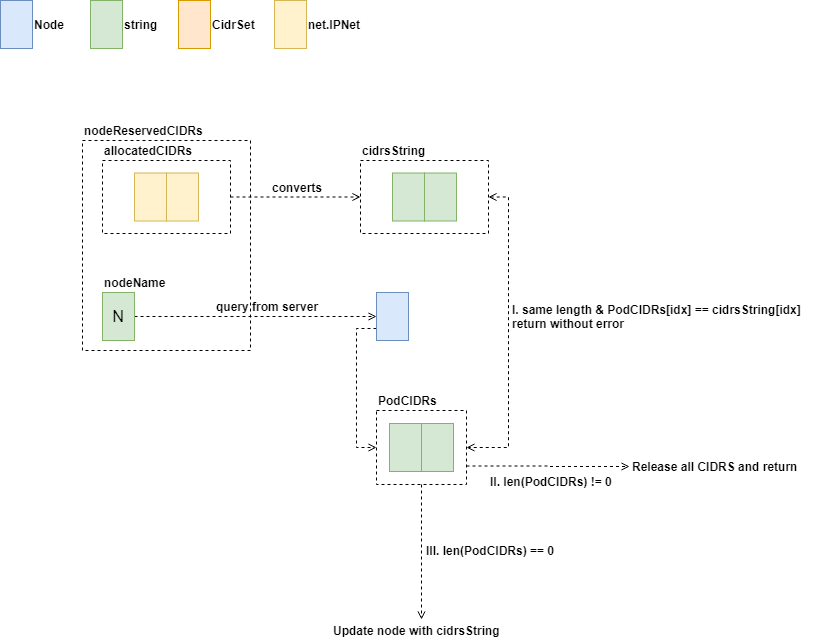 Node
string
CidrSet
net.IPNet
nodeReservedCIDRs
allocatedCIDRs
cidrsString
converts
nodeName
N
query from server
I. same length & PodCIDRs[idx] == cidrsString[idx]
return without error
PodCIDRs
Release all CIDRS and return
II. len(PodCIDRs) != 0
III. len(PodCIDRs) == 0
Update node with cidrsString